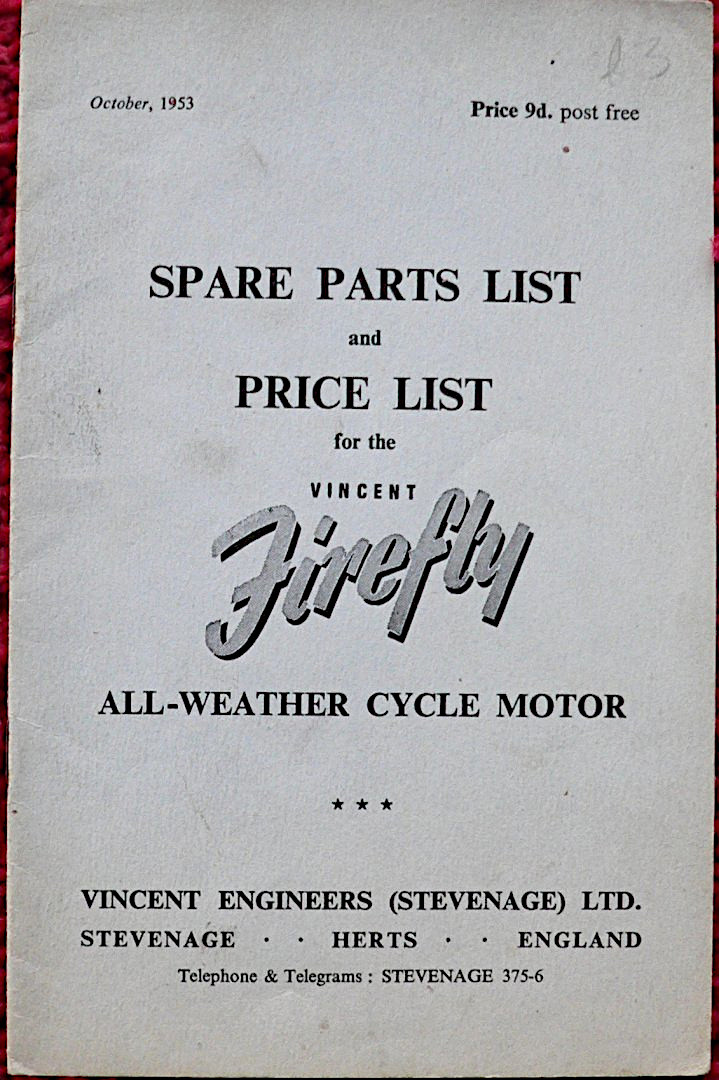 October, 1953
Price 9d. post free
SPARE PARTS LIST
and
PRICE LIST
for the
VINCENT
Firefly
ALL-WEATHER CYCLE MOTOR
★ ★ ★
VINCENT ENGINEERS (STEVENAGE) LTD.
STEVENAGE · · HERTS · · ENGLAND
Telephone & Telegrams : STEVENAGE 375-6